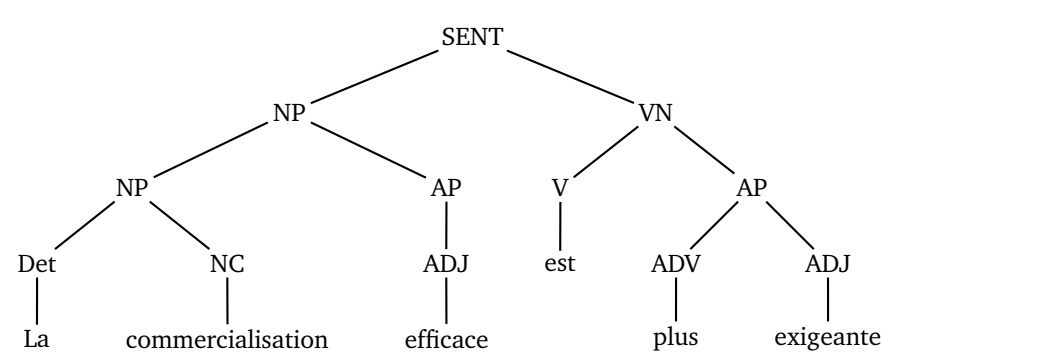 SENT
NP VN
NP AP V AP
Det NC ADJ est ADV ADJ
La commercialisation efficace plus exigeante